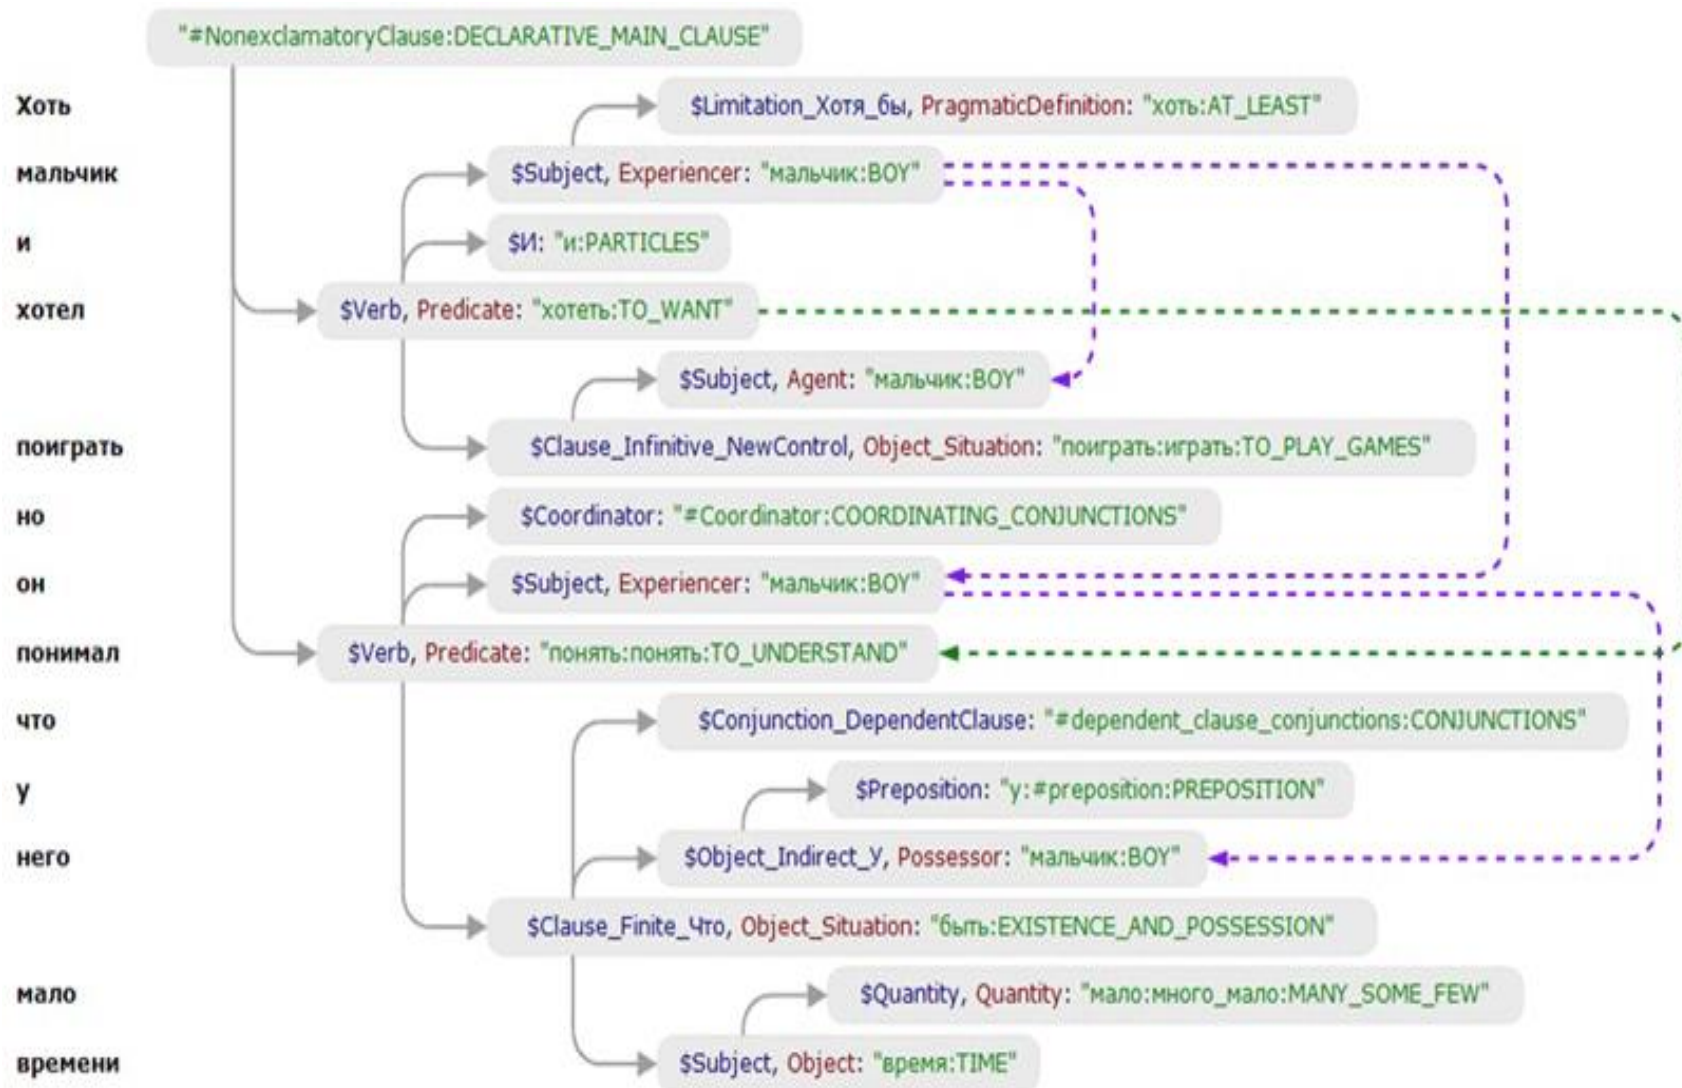 "#NonexclamatoryClause:DECLARATIVE_MAIN_CLAUSE"
Хоть $Limitation_Хотя_бы, PragmaticDefinition: "хоть:AT_LEAST"
мальчик $Subject, Experiencer: "мальчик:BOY"
и $И: "и:PARTICLES"
хотел $Verb, Predicate: "хотеть:TO_WANT"
$Subject, Agent: "мальчик:BOY"
поиграть $Clause_Infinitive_NewControl, Object_Situation: "поиграть:играть:TO_PLAY_GAMES"
но $Coordinator: "#Coordinator:COORDINATING_CONJUNCTIONS"
он $Subject, Experiencer: "мальчик:BOY"
понимал $Verb, Predicate: "понять:понять:TO_UNDERSTAND"
что $Conjunction_DependentClause: "#dependent_clause_conjunctions:CONJUNCTIONS"
у $Preposition: "у:#preposition:PREPOSITION"
него $Object_Indirect_У, Possessor: "мальчик:BOY"
$Clause_Finite_Что, Object_Situation: "быть:EXISTENCE_AND_POSSESSION"
мало $Quantity, Quantity: "мало:много_мало:MANY_SOME_FEW"
времени $Subject, Object: "время:TIME"